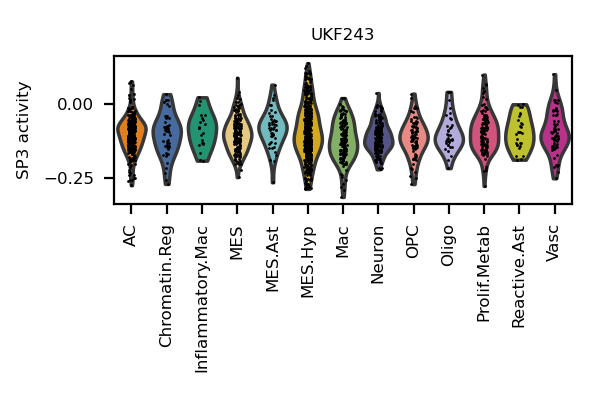 UKF243
SP3 activity
0.00
−0.25
AC
Chromatin.Reg
Inflammatory.Mac
MES
MES.Ast
MES.Hyp
Mac
Neuron
OPC
Oligo
Prolif.Metab
Reactive.Ast
Vasc